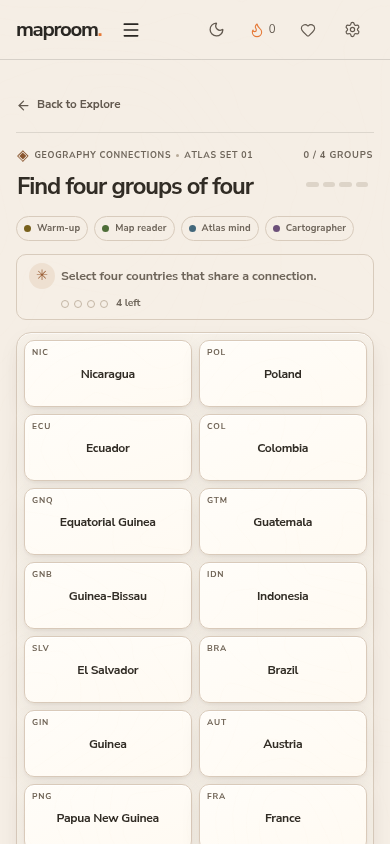 maproom.
0
Back to Explore
GEOGRAPHY CONNECTIONS • ATLAS SET 01
0 / 4 GROUPS
Find four groups of four
Warm-up
Map reader
Atlas mind
Cartographer
Select four countries that share a connection.
4 left
NIC
Nicaragua
POL
Poland
ECU
Ecuador
COL
Colombia
GNQ
Equatorial Guinea
GTM
Guatemala
GNB
Guinea-Bissau
IDN
Indonesia
SLV
El Salvador
BRA
Brazil
GIN
Guinea
AUT
Austria
PNG
Papua New Guinea
FRA
France